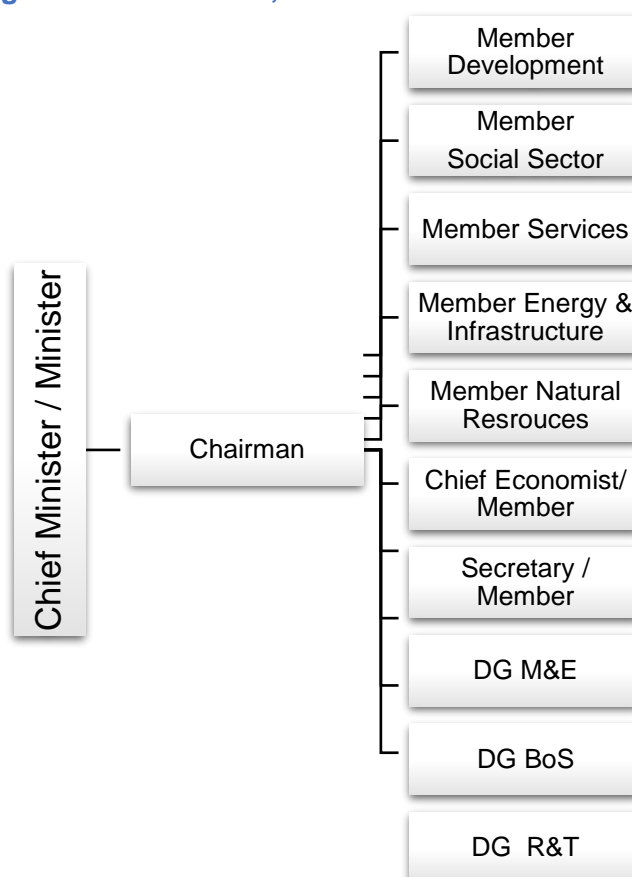 Chief Minister / Minister
Chairman
Member
Development
Member
Social Sector
Member Services
Member Energy &
Infrastructure
Member Natural
Resrouces
Chief Economist/
Member
Secretary /
Member
DG M&E
DG BoS
DG R&T